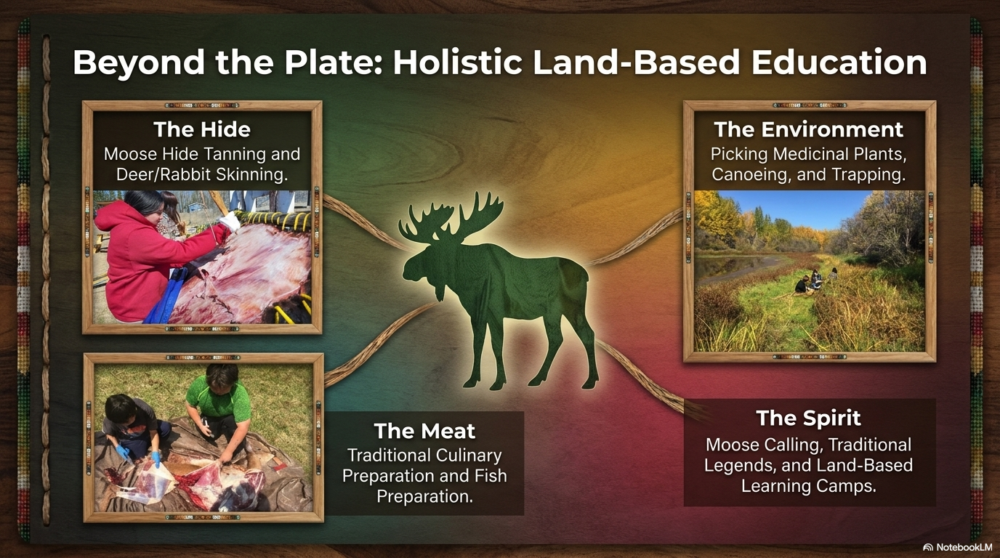 Beyond the Plate: Holistic Land-Based Education
The Hide
Moose Hide Tanning and
Deer/Rabbit Skinning.
The Environment
Picking Medicinal Plants,
Canoeing, and Trapping.
The Meat
Traditional Culinary
Preparation and Fish
Preparation.
The Spirit
Moose Calling, Traditional
Legends, and Land-Based
Learning Camps.
NotebookLM